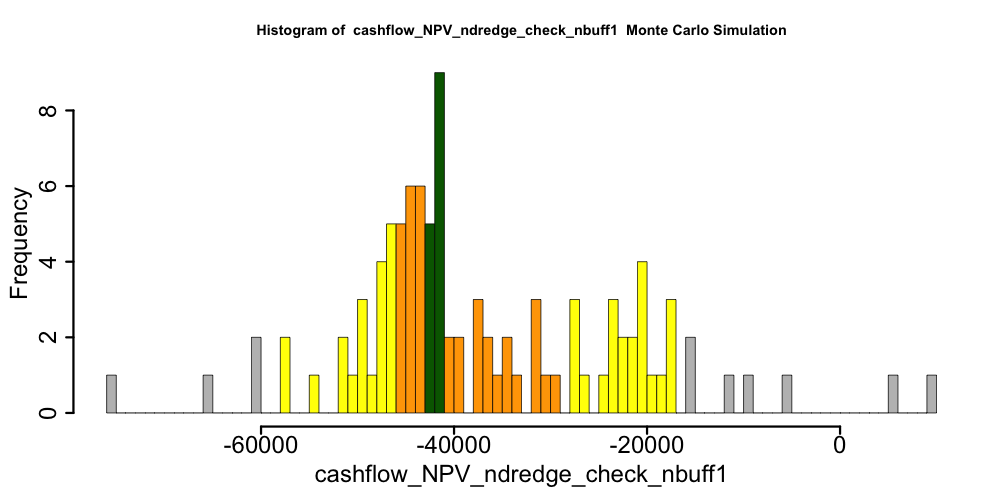 Histogram of  cashflow_NPV_ndredge_check_nbuff1  Monte Carlo Simulation
Frequency
8
6
4
2
0
-60000 -40000 -20000 0
cashflow_NPV_ndredge_check_nbuff1